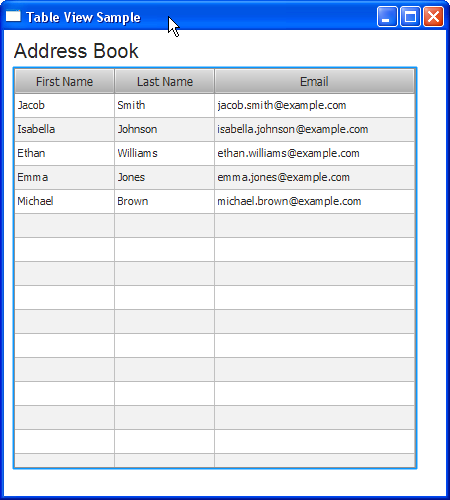 Table View Sample
Address Book
First Name Last Name Email
Jacob Smith jacob.smith@example.com
Isabella Johnson isabella.johnson@example.com
Ethan Williams ethan.williams@example.com
Emma Jones emma.jones@example.com
Michael Brown michael.brown@example.com